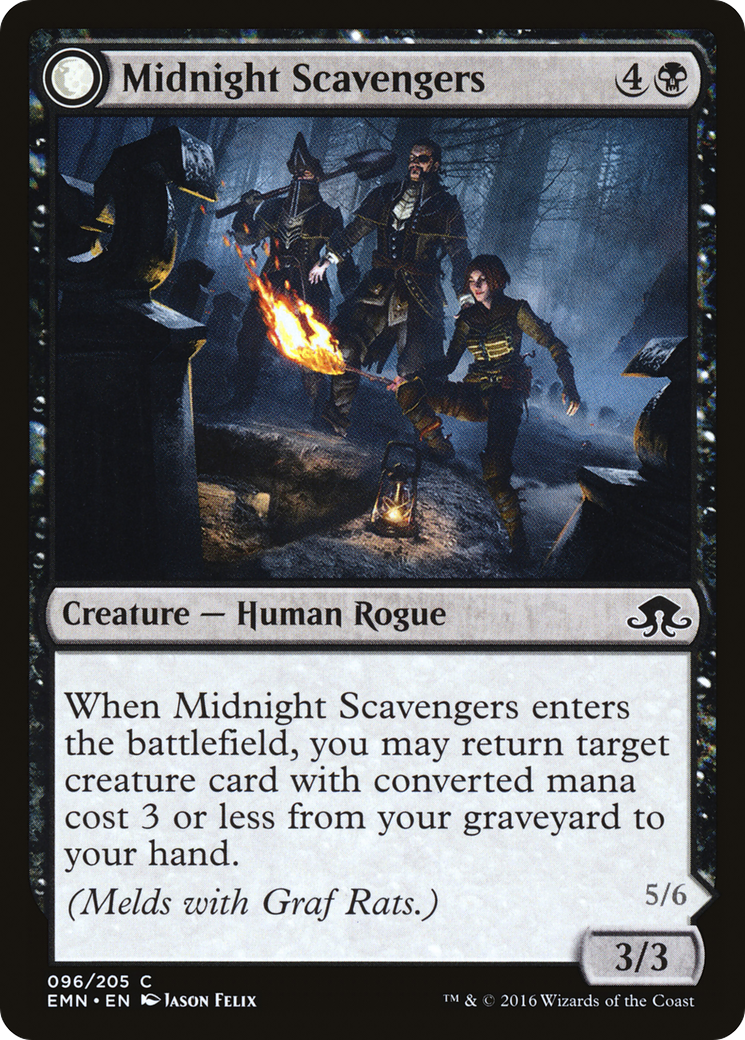 Midnight Scavengers 4
Creature — Human Rogue
When Midnight Scavengers enters
the battlefield, you may return target
creature card with converted mana
cost 3 or less from your graveyard to
your hand.
(Melds with Graf Rats.)
5/6
3/3
096/205 C
EMN • EN Jason Felix
™ & © 2016 Wizards of the Coast